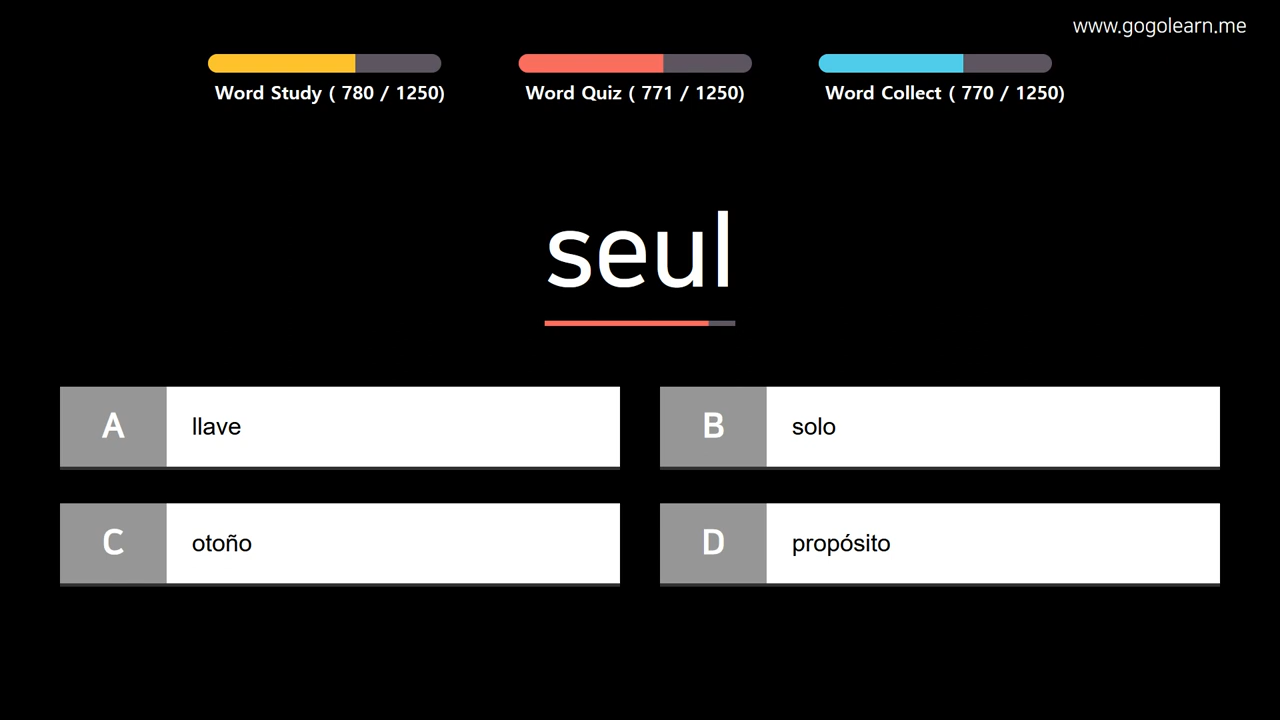 www.gogolearn.me
Word Study ( 780 / 1250)
Word Quiz ( 771 / 1250)
Word Collect ( 770 / 1250)
seul
A llave
B solo
C otoño
D propósito